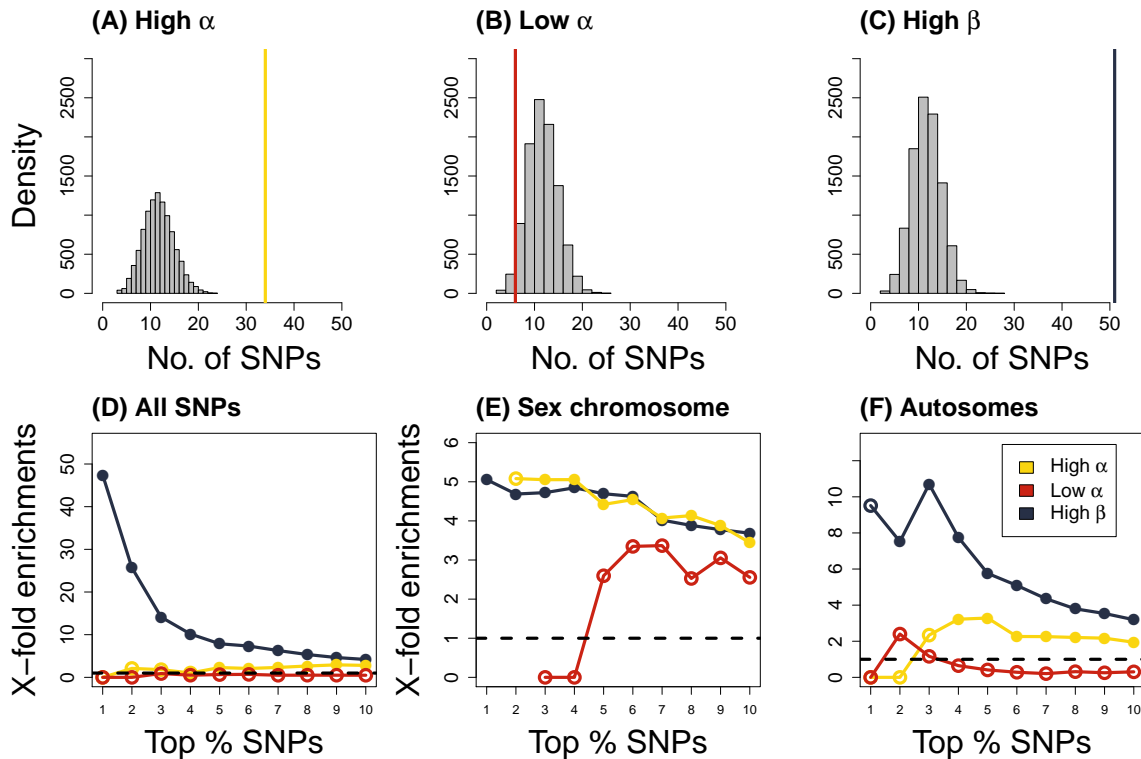 (A) High α
(B) Low α
(C) High β
Density
0
500
1500
2500
0 10 20 30 40 50
No. of SNPs
0
500
1500
2500
0 10 20 30 40 50
No. of SNPs
0
500
1500
2500
0 10 20 30 40 50
No. of SNPs
(D) All SNPs
(E) Sex chromosome
(F) Autosomes
X−fold enrichments
50
40
30
20
10
0
1 2 3 4 5 6 7 8 9 10
Top % SNPs
X−fold enrichments
6
5
4
3
2
1
0
1 2 3 4 5 6 7 8 9 10
Top % SNPs
10
8
6
4
2
0
High α
Low α
High β
1 2 3 4 5 6 7 8 9 10
Top % SNPs